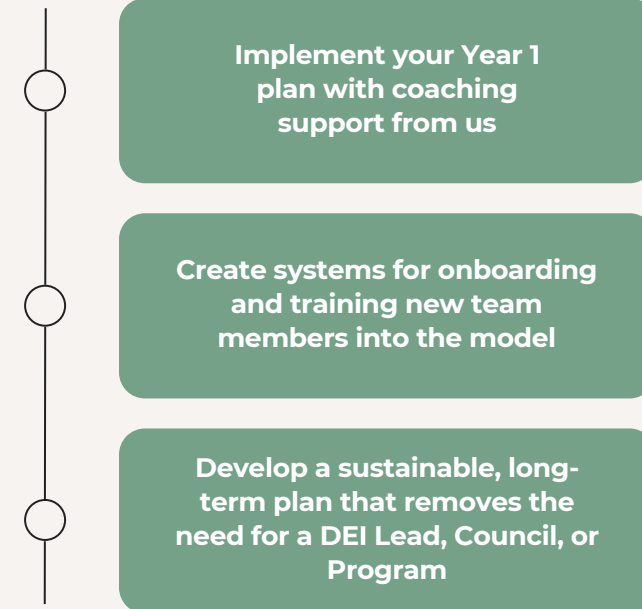 Implement your Year 1
plan with coaching
support from us
Create systems for onboarding
and training new team
members into the model
Develop a sustainable, long-
term plan that removes the
need for a DEI Lead, Council, or
Program